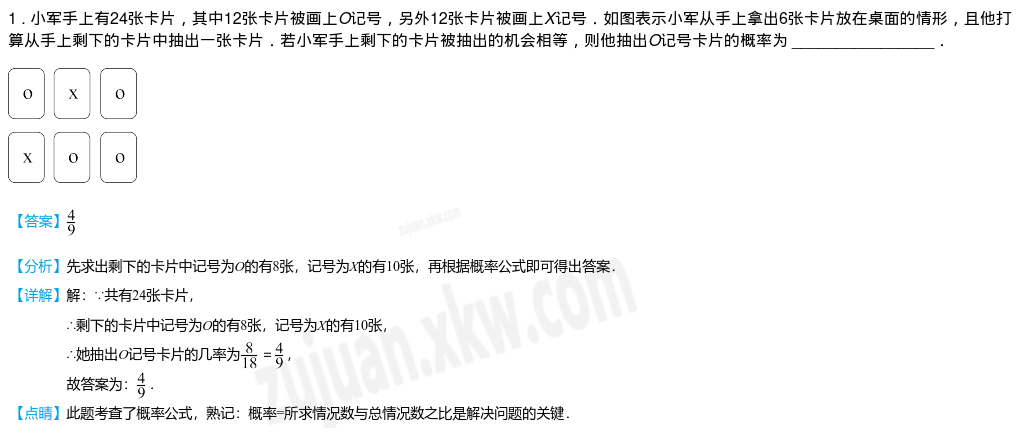 1．小军手上有24张卡片，其中12张卡片被画上O记号，另外12张卡片被画上X记号．如图表示小军从手上拿出6张卡片放在桌面的情形，且他打
算从手上剩下的卡片中抽出一张卡片．若小军手上剩下的卡片被抽出的机会相等，则他抽出O记号卡片的概率为 __________________ ．
O X O
X O O
【答案】4/9
zujuan.xkw.com
【分析】先求出剩下的卡片中记号为O的有8张，记号为X的有10张，再根据概率公式即可得出答案．
【详解】解：∵共有24张卡片，
∴剩下的卡片中记号为O的有8张，记号为X的有10张，
∴她抽出O记号卡片的几率为8/18 = 4/9，
故答案为：4/9．
【点睛】此题考查了概率公式，熟记：概率=所求情况数与总情况数之比是解决问题的关键．
zujuan.xkw.com